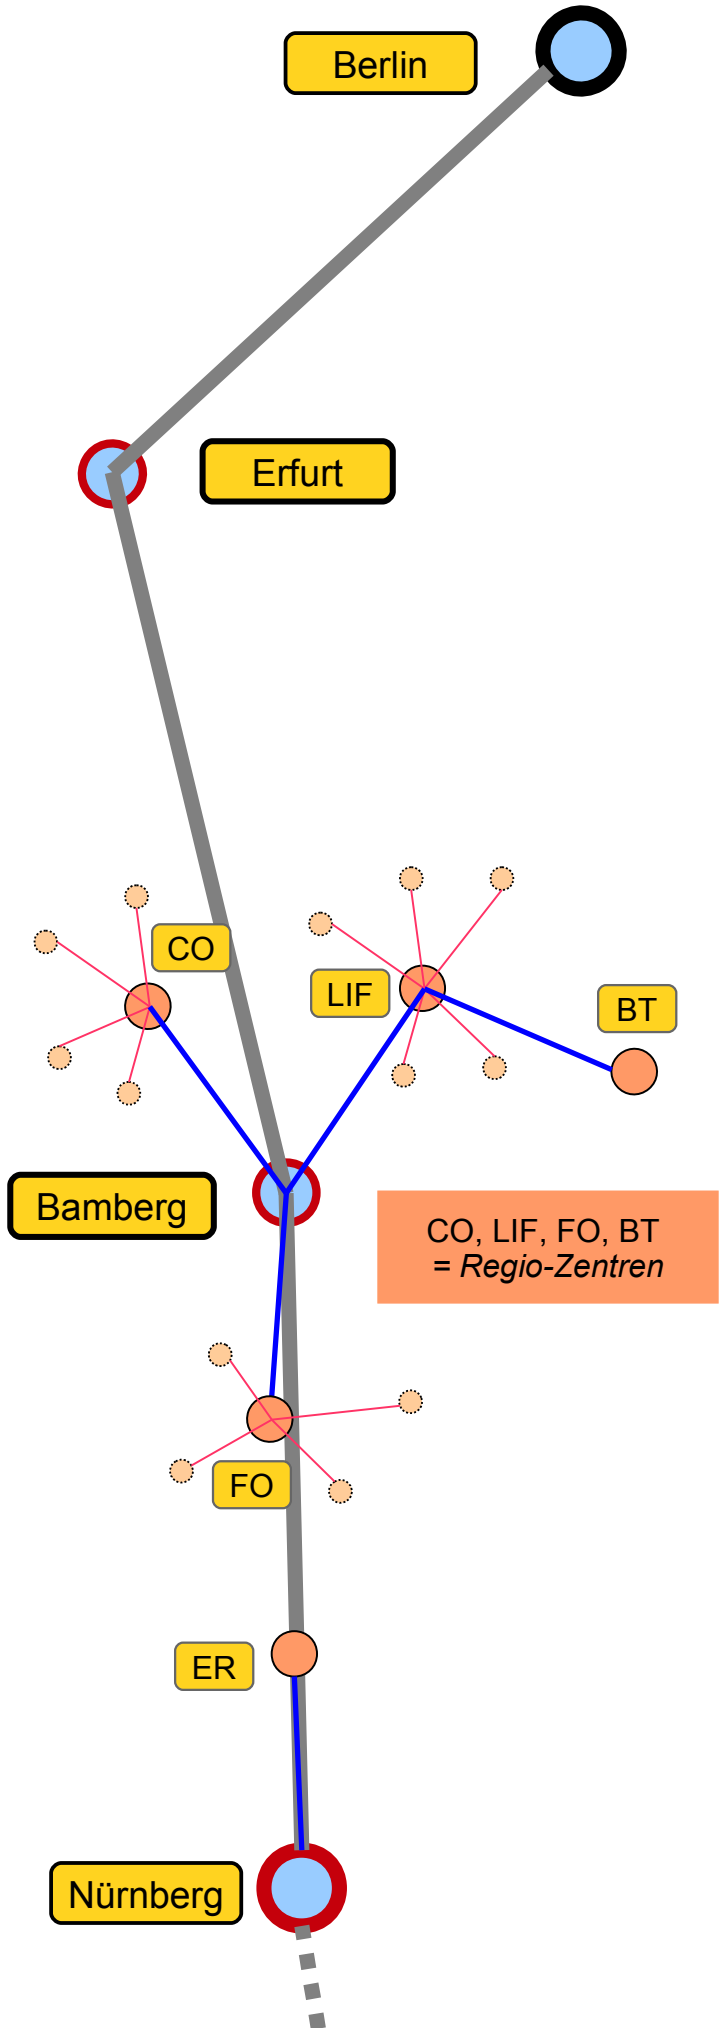 Berlin
Erfurt
CO
LIF
BT
Bamberg
CO, LIF, FO, BT
= Regio-Zentren
FO
ER
Nürnberg